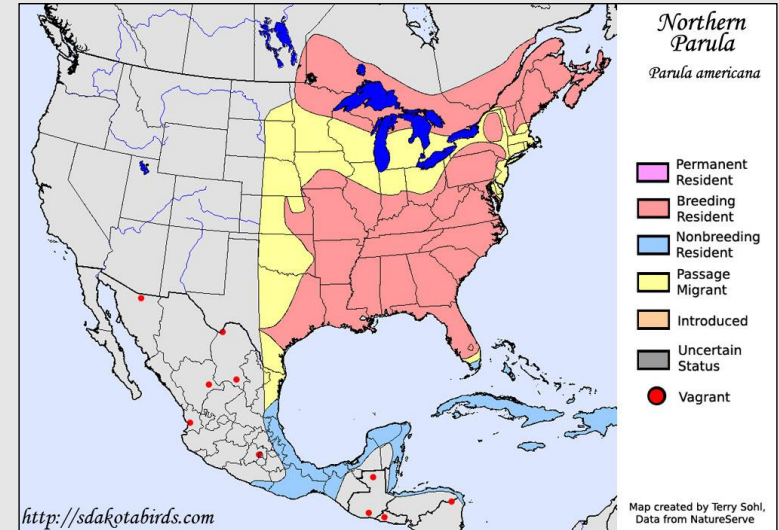 Northern
Parula
Parula americana
Permanent
Resident
Breeding
Resident
Nonbreeding
Resident
Passage
Migrant
Introduced
Uncertain
Status
Vagrant
Map created by Terry Sohl,
Data from NatureServe
http://sdakotabirds.com